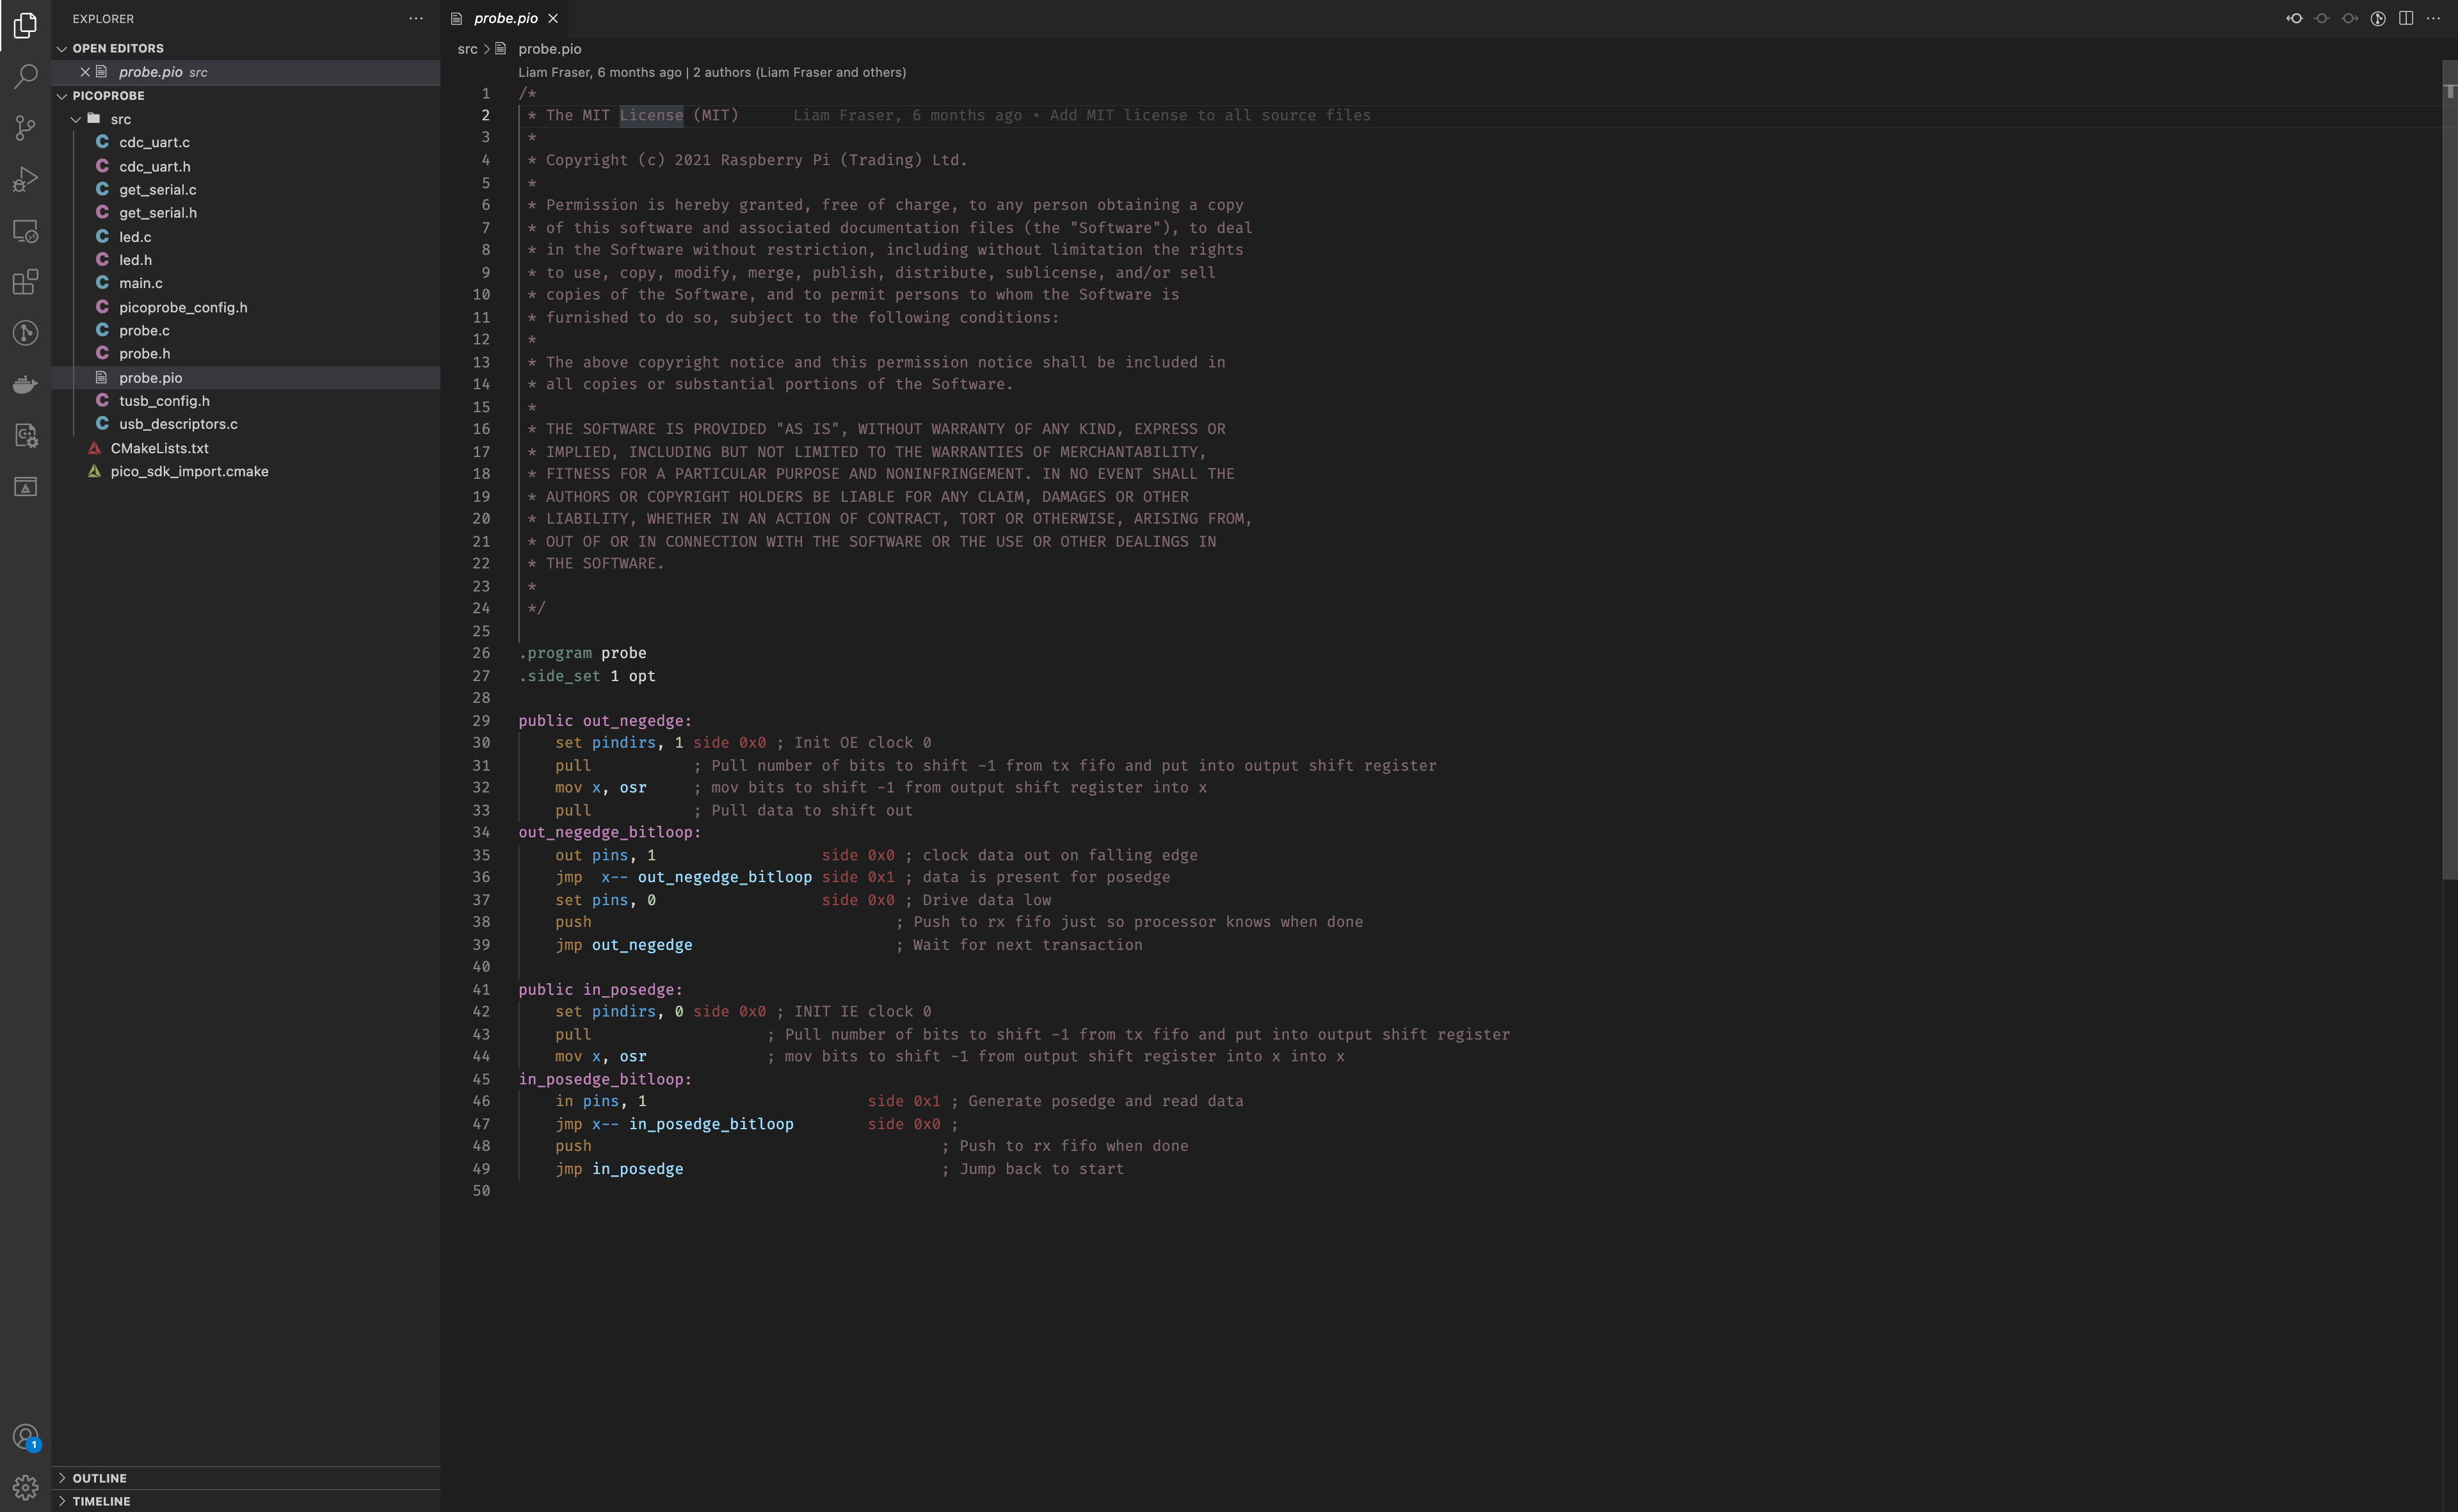 EXPLORER
OPEN EDITORS
probe.pio src
PICOPROBE
src
cdc_uart.c
cdc_uart.h
get_serial.c
get_serial.h
led.c
led.h
main.c
picoprobe_config.h
probe.c
probe.h
probe.pio
tusb_config.h
usb_descriptors.c
CMakeLists.txt
pico_sdk_import.cmake
1
OUTLINE
TIMELINE
probe.pio
src > probe.pio
Liam Fraser, 6 months ago | 2 authors (Liam Fraser and others)
1 /*
2 * The MIT License (MIT) Liam Fraser, 6 months ago • Add MIT license to all source files
3 *
4 * Copyright (c) 2021 Raspberry Pi (Trading) Ltd.
5 *
6 * Permission is hereby granted, free of charge, to any person obtaining a copy
7 * of this software and associated documentation files (the "Software"), to deal
8 * in the Software without restriction, including without limitation the rights
9 * to use, copy, modify, merge, publish, distribute, sublicense, and/or sell
10 * copies of the Software, and to permit persons to whom the Software is
11 * furnished to do so, subject to the following conditions:
12 *
13 * The above copyright notice and this permission notice shall be included in
14 * all copies or substantial portions of the Software.
15 *
16 * THE SOFTWARE IS PROVIDED "AS IS", WITHOUT WARRANTY OF ANY KIND, EXPRESS OR
17 * IMPLIED, INCLUDING BUT NOT LIMITED TO THE WARRANTIES OF MERCHANTABILITY,
18 * FITNESS FOR A PARTICULAR PURPOSE AND NONINFRINGEMENT. IN NO EVENT SHALL THE
19 * AUTHORS OR COPYRIGHT HOLDERS BE LIABLE FOR ANY CLAIM, DAMAGES OR OTHER
20 * LIABILITY, WHETHER IN AN ACTION OF CONTRACT, TORT OR OTHERWISE, ARISING FROM,
21 * OUT OF OR IN CONNECTION WITH THE SOFTWARE OR THE USE OR OTHER DEALINGS IN
22 * THE SOFTWARE.
23 *
24 */
25
26 .program probe
27 .side_set 1 opt
28
29 public out_negedge:
30 set pindirs, 1 side 0x0 ; Init OE clock 0
31 pull ; Pull number of bits to shift -1 from tx fifo and put into output shift register
32 mov x, osr ; mov bits to shift -1 from output shift register into x
33 pull ; Pull data to shift out
34 out_negedge_bitloop:
35 out pins, 1 side 0x0 ; clock data out on falling edge
36 jmp x-- out_negedge_bitloop side 0x1 ; data is present for posedge
37 set pins, 0 side 0x0 ; Drive data low
38 push ; Push to rx fifo just so processor knows when done
39 jmp out_negedge ; Wait for next transaction
40
41 public in_posedge:
42 set pindirs, 0 side 0x0 ; INIT IE clock 0
43 pull ; Pull number of bits to shift -1 from tx fifo and put into output shift register
44 mov x, osr ; mov bits to shift -1 from output shift register into x into x
45 in_posedge_bitloop:
46 in pins, 1 side 0x1 ; Generate posedge and read data
47 jmp x-- in_posedge_bitloop side 0x0 ;
48 push ; Push to rx fifo when done
49 jmp in_posedge ; Jump back to start
50